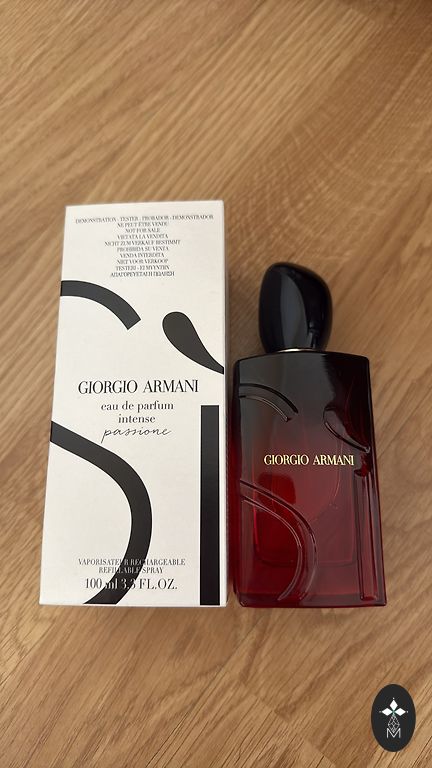 DEMONSTRATION - TESTER - PROBADOR - DEMONSTRADOR
NE PEUT ÊTRE VENDU
NOT FOR SALE
VIETATA LA VENDITA
NICHT ZUM VERKAUF BESTIMMT
PROHIBIDA SU VENTA
VENDA INTERDITA
NIET VOOR VERKOOP
ΑΠΑΓΟΡΕΥΕΤΑΙ Η ΠΩΛΗΣΗ
GIORGIO ARMANI
eau de parfum
intense
passione
Sì
VAPORISATEUR RECHARGEABLE
REFILLABLE SPRAY
100 ml 3.3 FL.OZ.
GIORGIO ARMANI
M